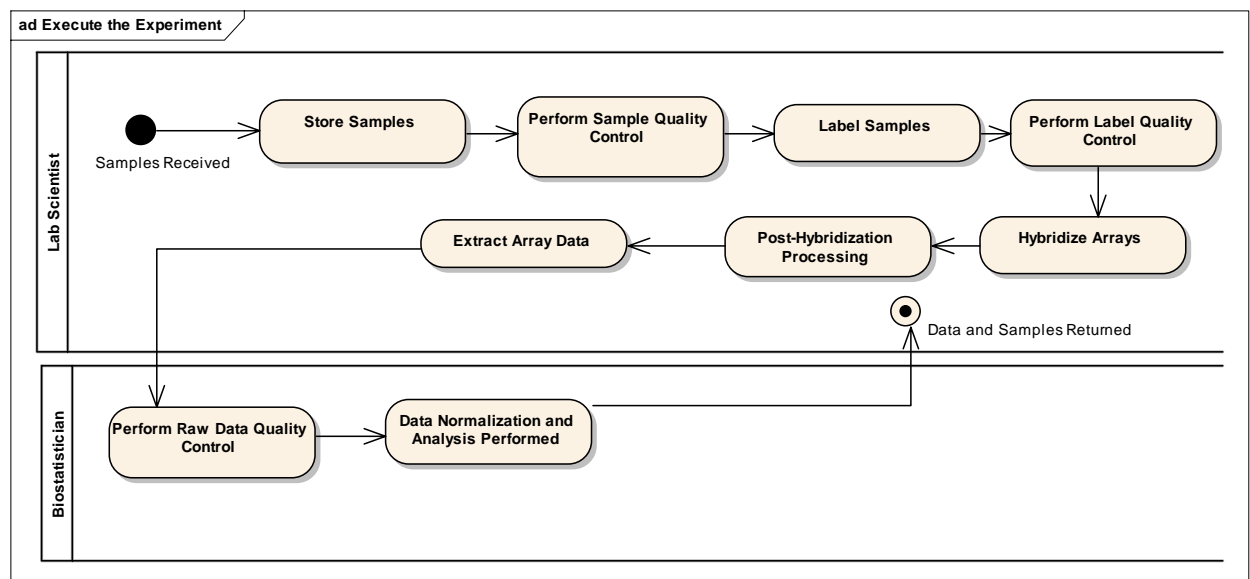 ad Execute the Experiment
Lab Scientist
Samples Received
Store Samples
Perform Sample Quality
Control
Label Samples
Perform Label Quality
Control
Hybridize Arrays
Post-Hybridization
Processing
Extract Array Data
Data and Samples Returned
Biostatistician
Perform Raw Data Quality
Control
Data Normalization and
Analysis Performed